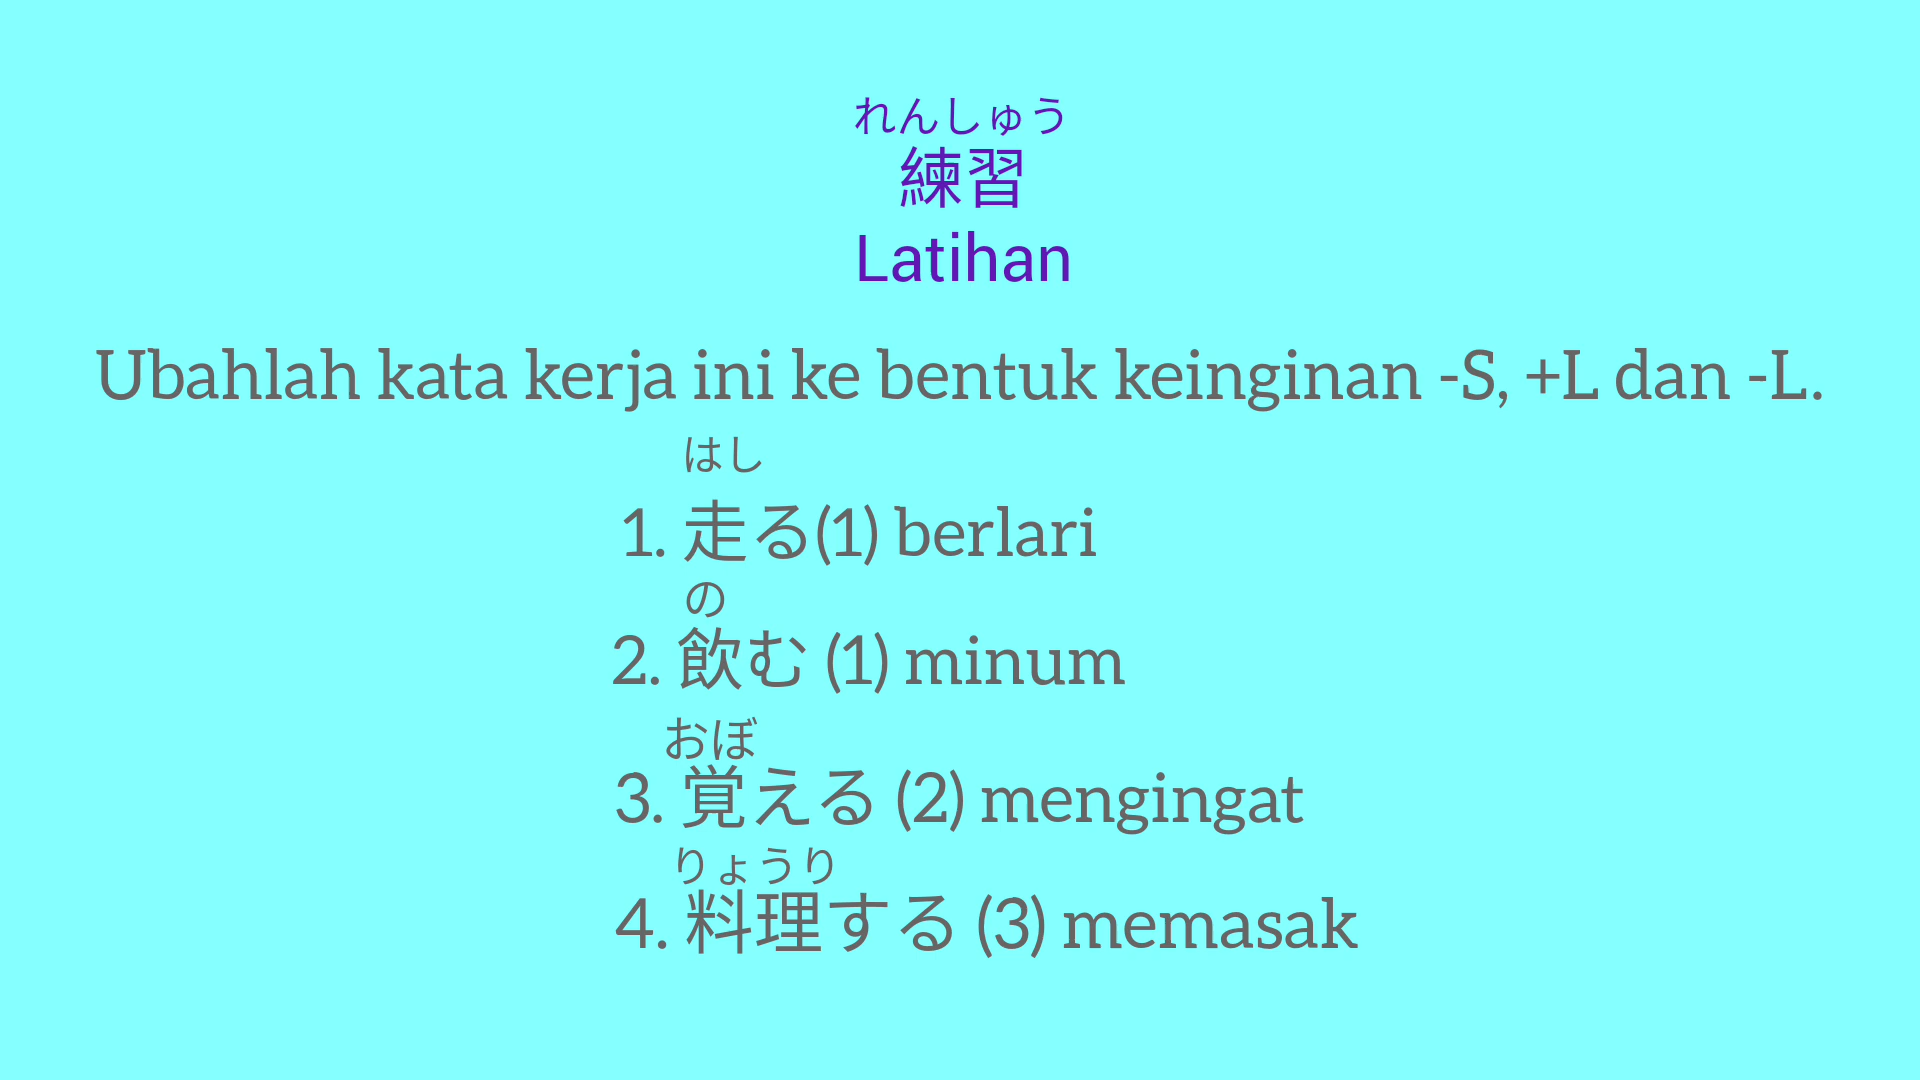 れんしゅう
練習
Latihan
Ubahlah kata kerja ini ke bentuk keinginan -S, +L dan -L.
はし
1. 走る(1) berlari
の
2. 飲む (1) minum
おぼ
3. 覚える (2) mengingat
りょうり
4. 料理する (3) memasak